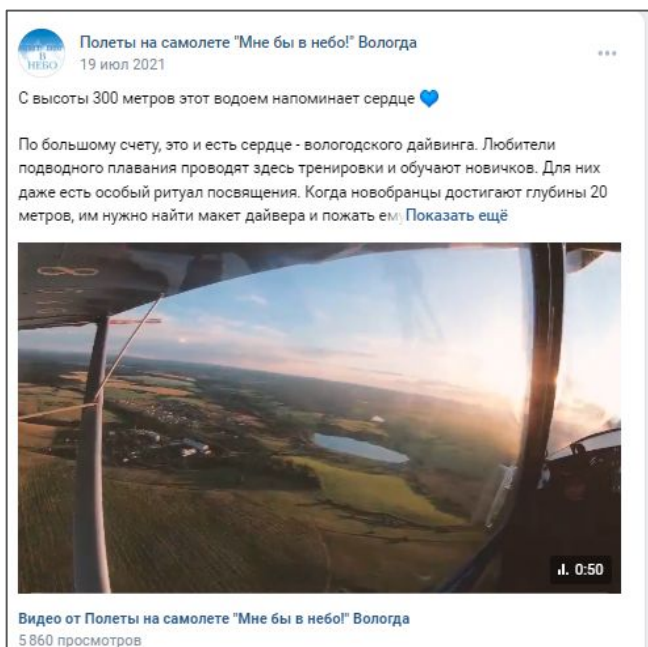 Полеты на самолете "Мне бы в небо!" Вологда
19 июл 2021
В
НЕБО
С высоты 300 метров этот водоем напоминает сердце 💙
По большому счету, это и есть сердце - вологодского дайвинга. Любители
подводного плавания проводят здесь тренировки и обучают новичков. Для них
даже есть особый ритуал посвящения. Когда новобранцы достигают глубины 20
метров, им нужно найти макет дайвера и пожать ему Показать ещё
0:50
Видео от Полеты на самолете "Мне бы в небо!" Вологда
5 860 просмотров